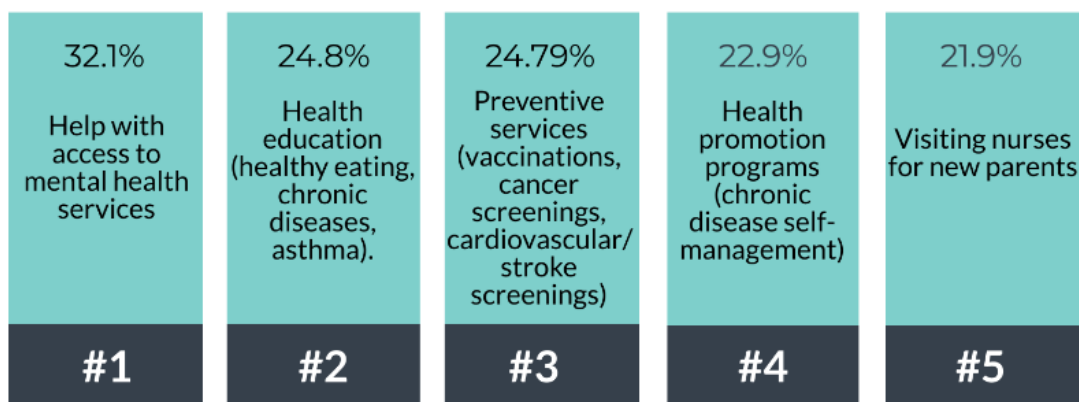 32.1%
Help with
access to
mental health
services
#1
24.8%
Health
education
(healthy eating,
chronic
diseases,
asthma).
#2
24.79%
Preventive
services
(vaccinations,
cancer
screenings,
cardiovascular/
stroke
screenings)
#3
22.9%
Health
promotion
programs
(chronic
disease self-
management)
#4
21.9%
Visiting nurses
for new parents
#5